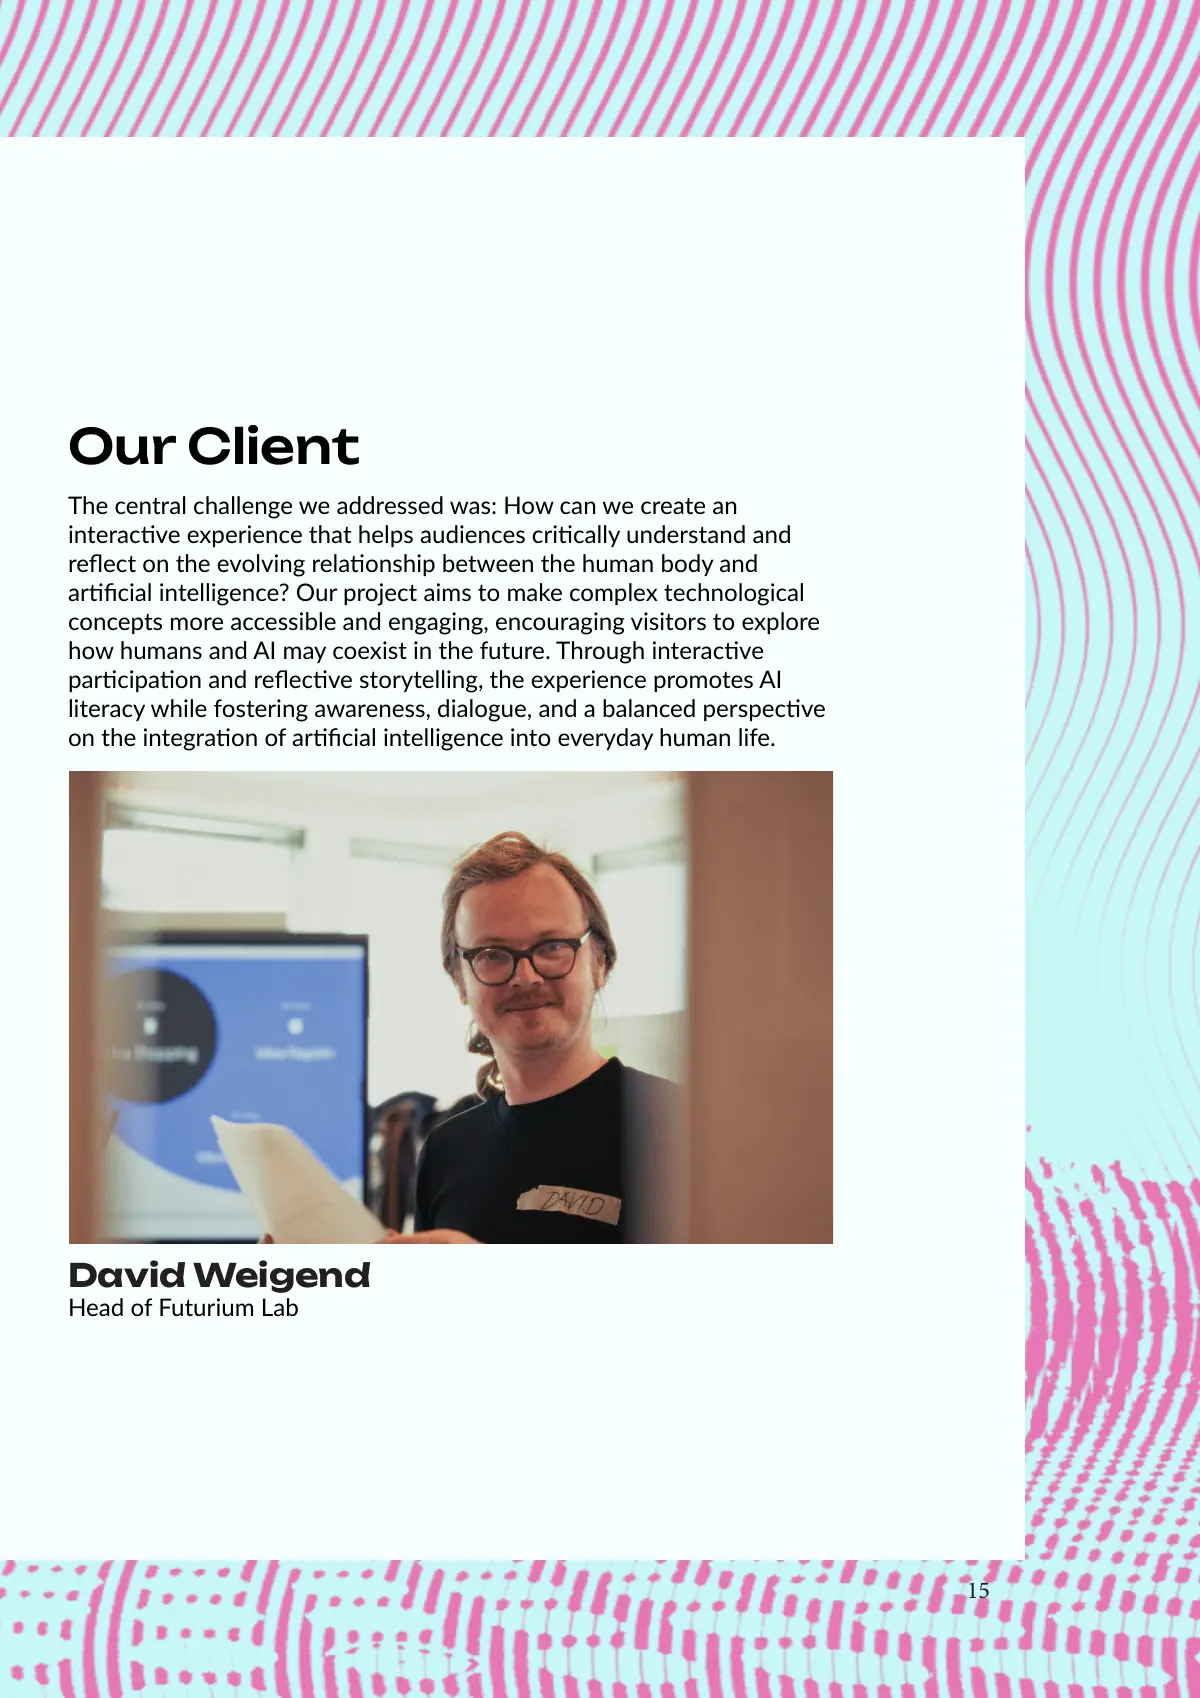 Our Client
The central challenge we addressed was: How can we create an
interactive experience that helps audiences critically understand and
reflect on the evolving relationship between the human body and
artificial intelligence? Our project aims to make complex technological
concepts more accessible and engaging, encouraging visitors to explore
how humans and AI may coexist in the future. Through interactive
participation and reflective storytelling, the experience promotes AI
literacy while fostering awareness, dialogue, and a balanced perspective
on the integration of artificial intelligence into everyday human life.
DAVID
David Weigend
Head of Futurium Lab
15